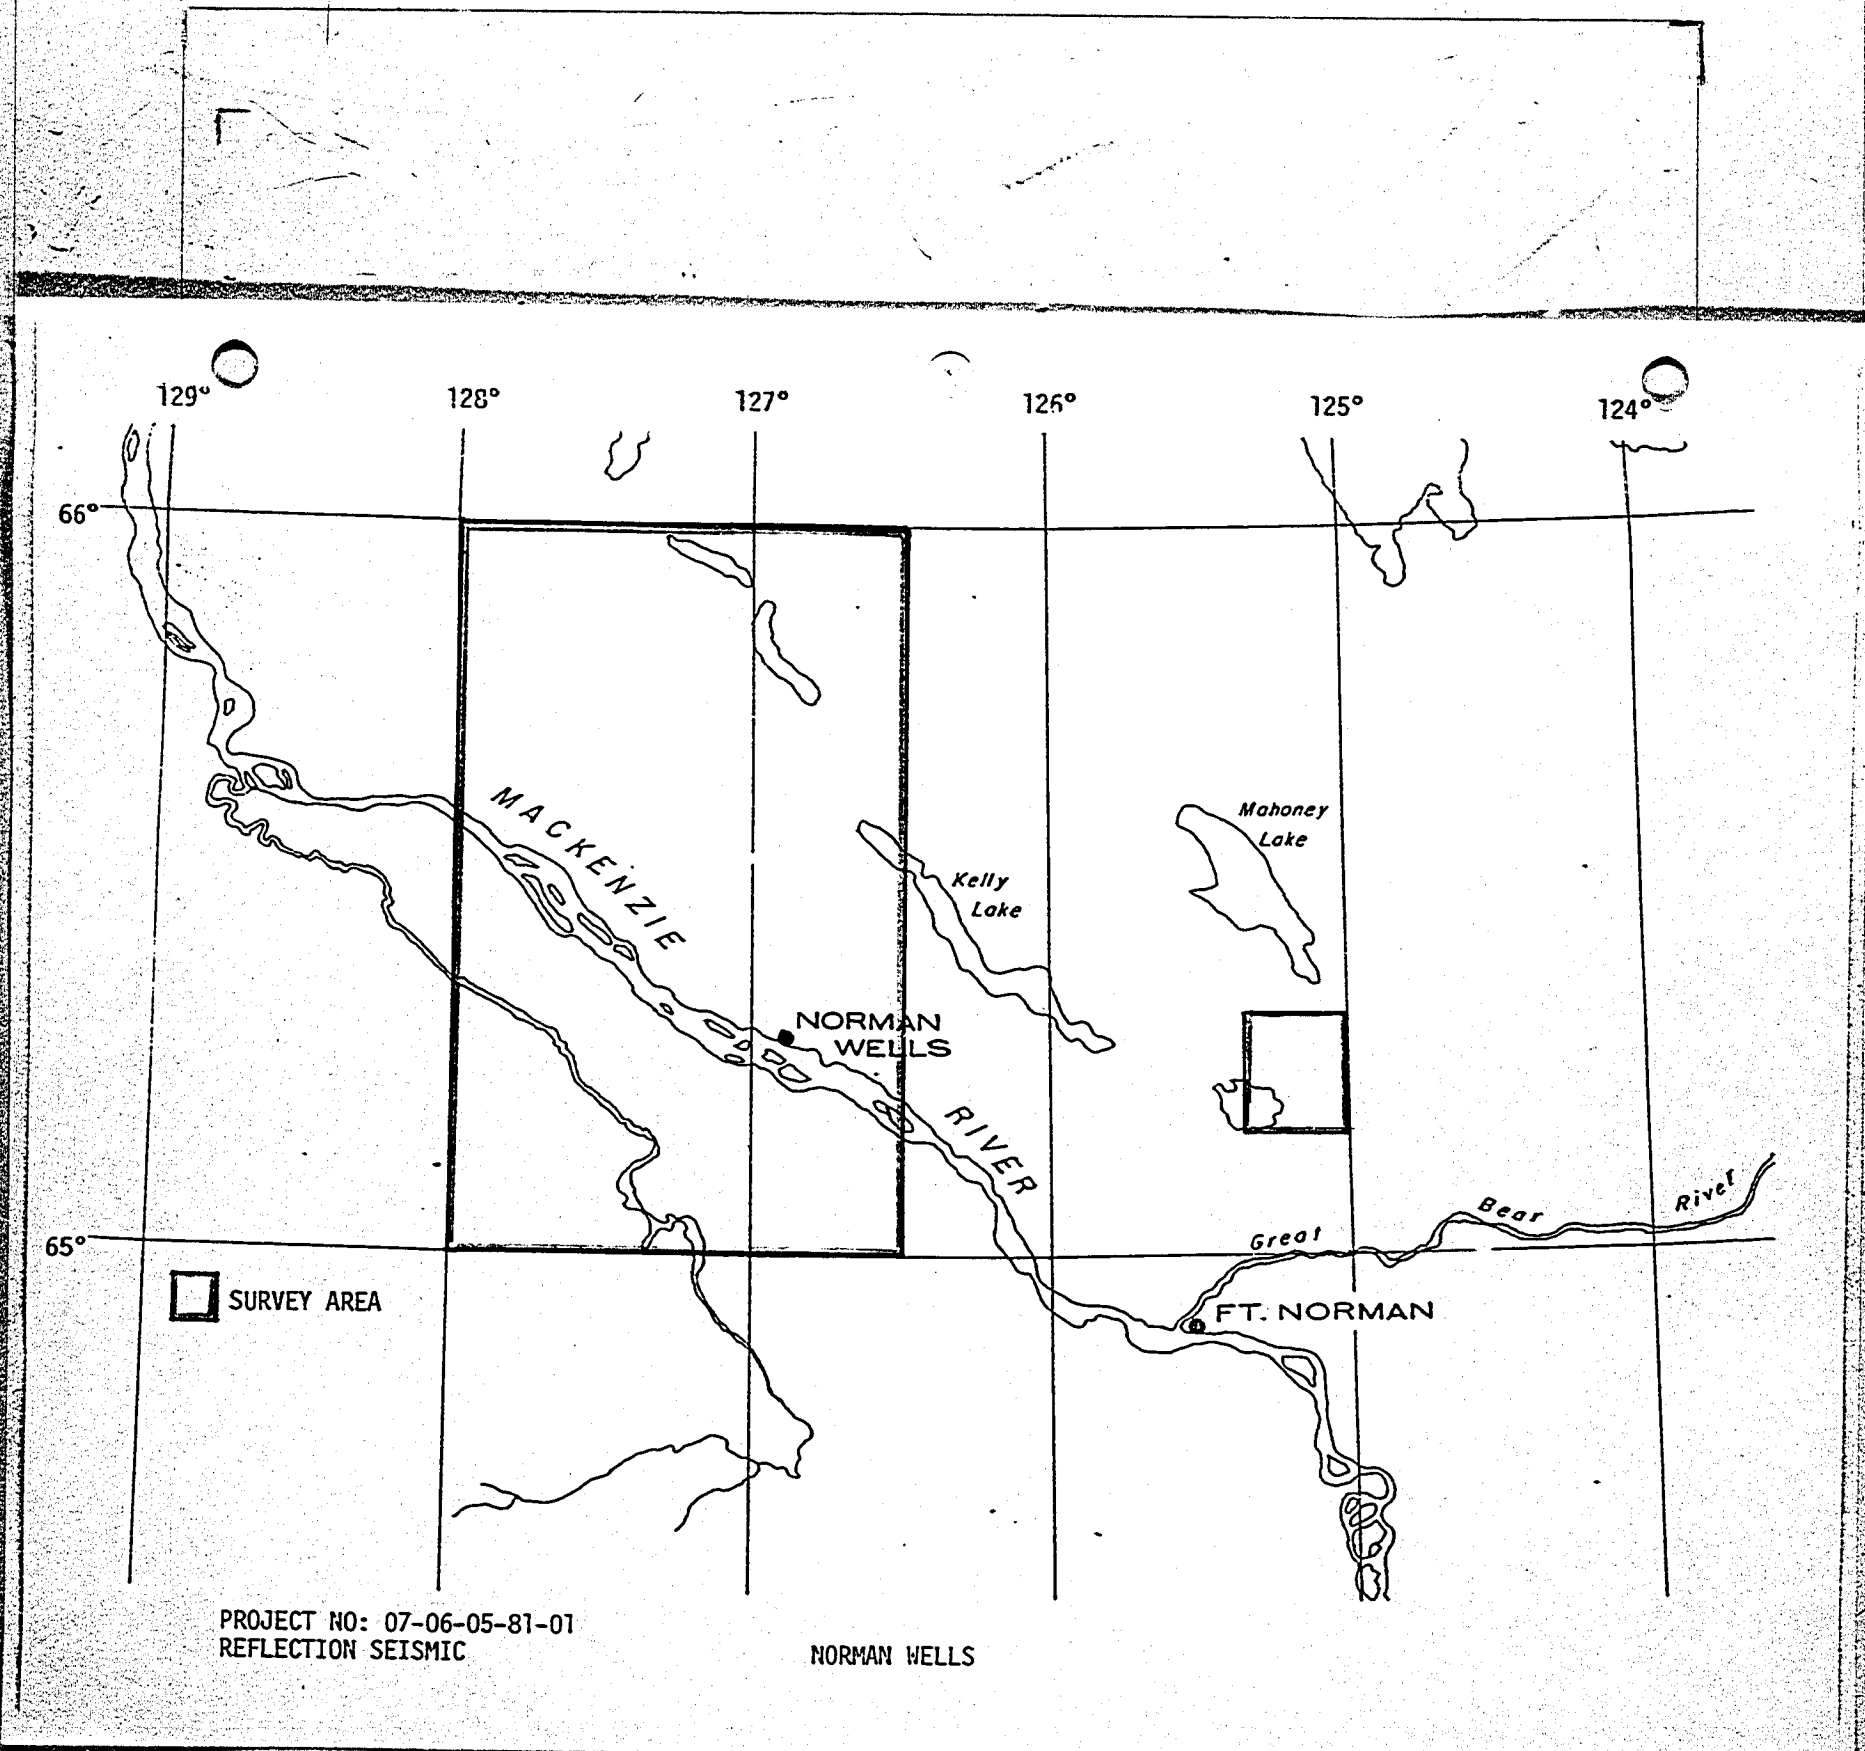 129°
128°
127°
126°
125°
124°
66°
MACKENZIE
Mahoney
Lake
Kelly
Lake
NORMAN
WELLS
RIVER
Great Bear River
65°
SURVEY AREA
FT. NORMAN
PROJECT NO: 07-06-05-81-01
REFLECTION SEISMIC
NORMAN WELLS